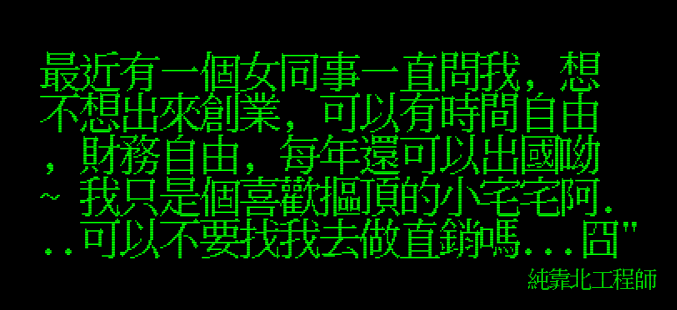 最近有一個女同事一直問我, 想
不想出來創業, 可以有時間自由
, 財務自由, 每年還可以出國呦
~ 我只是個喜歡摳頂的小宅宅阿.
..可以不要找我去做直銷嗎...囧"
純靠北工程師